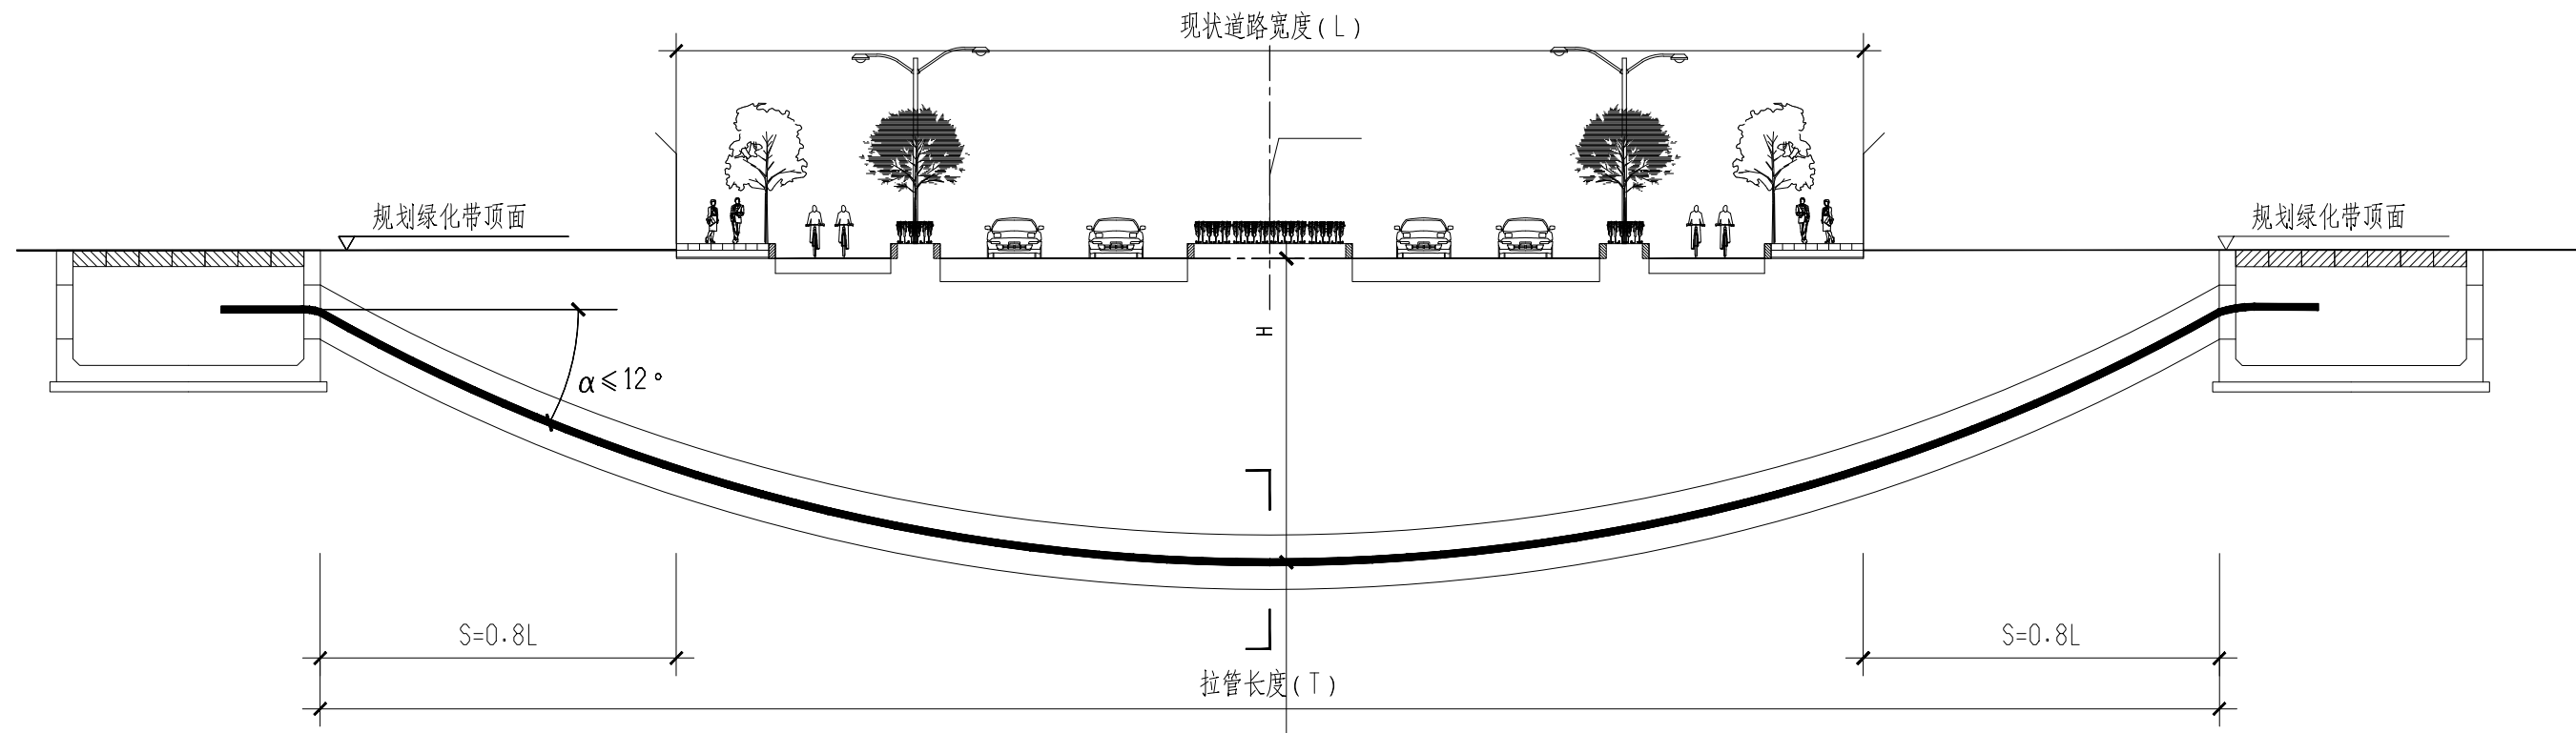 现状道路宽度(L)
规划绿化带顶面
规划绿化带顶面
H
α≤12°
S=0.8L
S=0.8L
拉管长度(T)